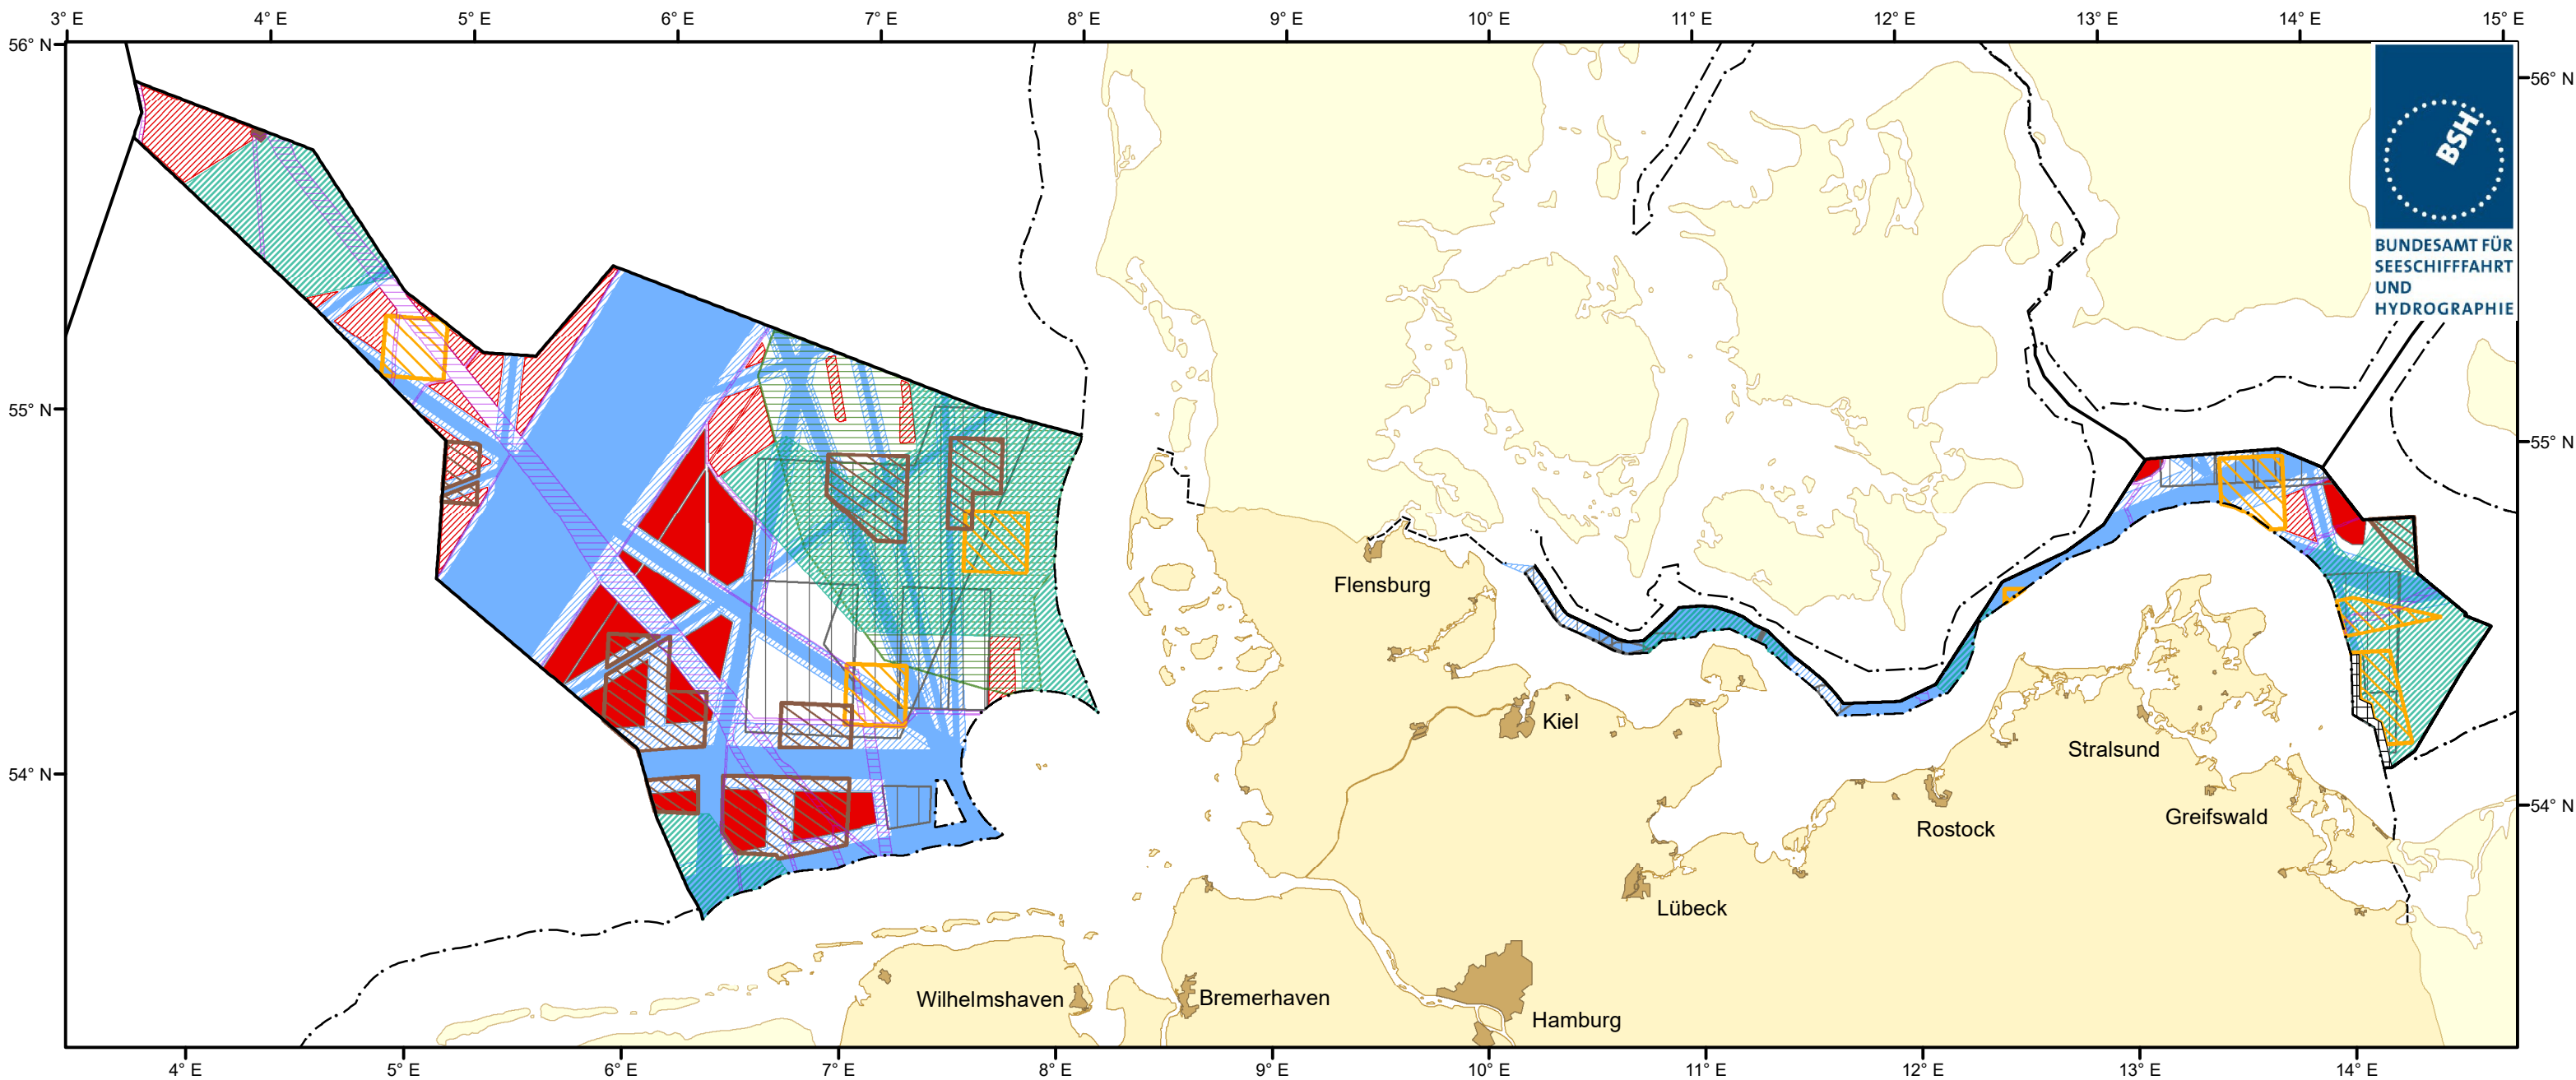 3° E 4° E 5° E 6° E 7° E 8° E 9° E 10° E 11° E 12° E 13° E 14° E 15° E
56° N 56° N
BSH
BUNDESAMT FÜR
SEESCHIFFFAHRT
UND
HYDROGRAPHIE
55° N 55° N
Flensburg
Kiel
Stralsund
54° N 54° N
Greifswald
Rostock
Lübeck
Wilhelmshaven Bremerhaven
Hamburg
4° E 5° E 6° E 7° E 8° E 9° E 10° E 11° E 12° E 13° E 14° E